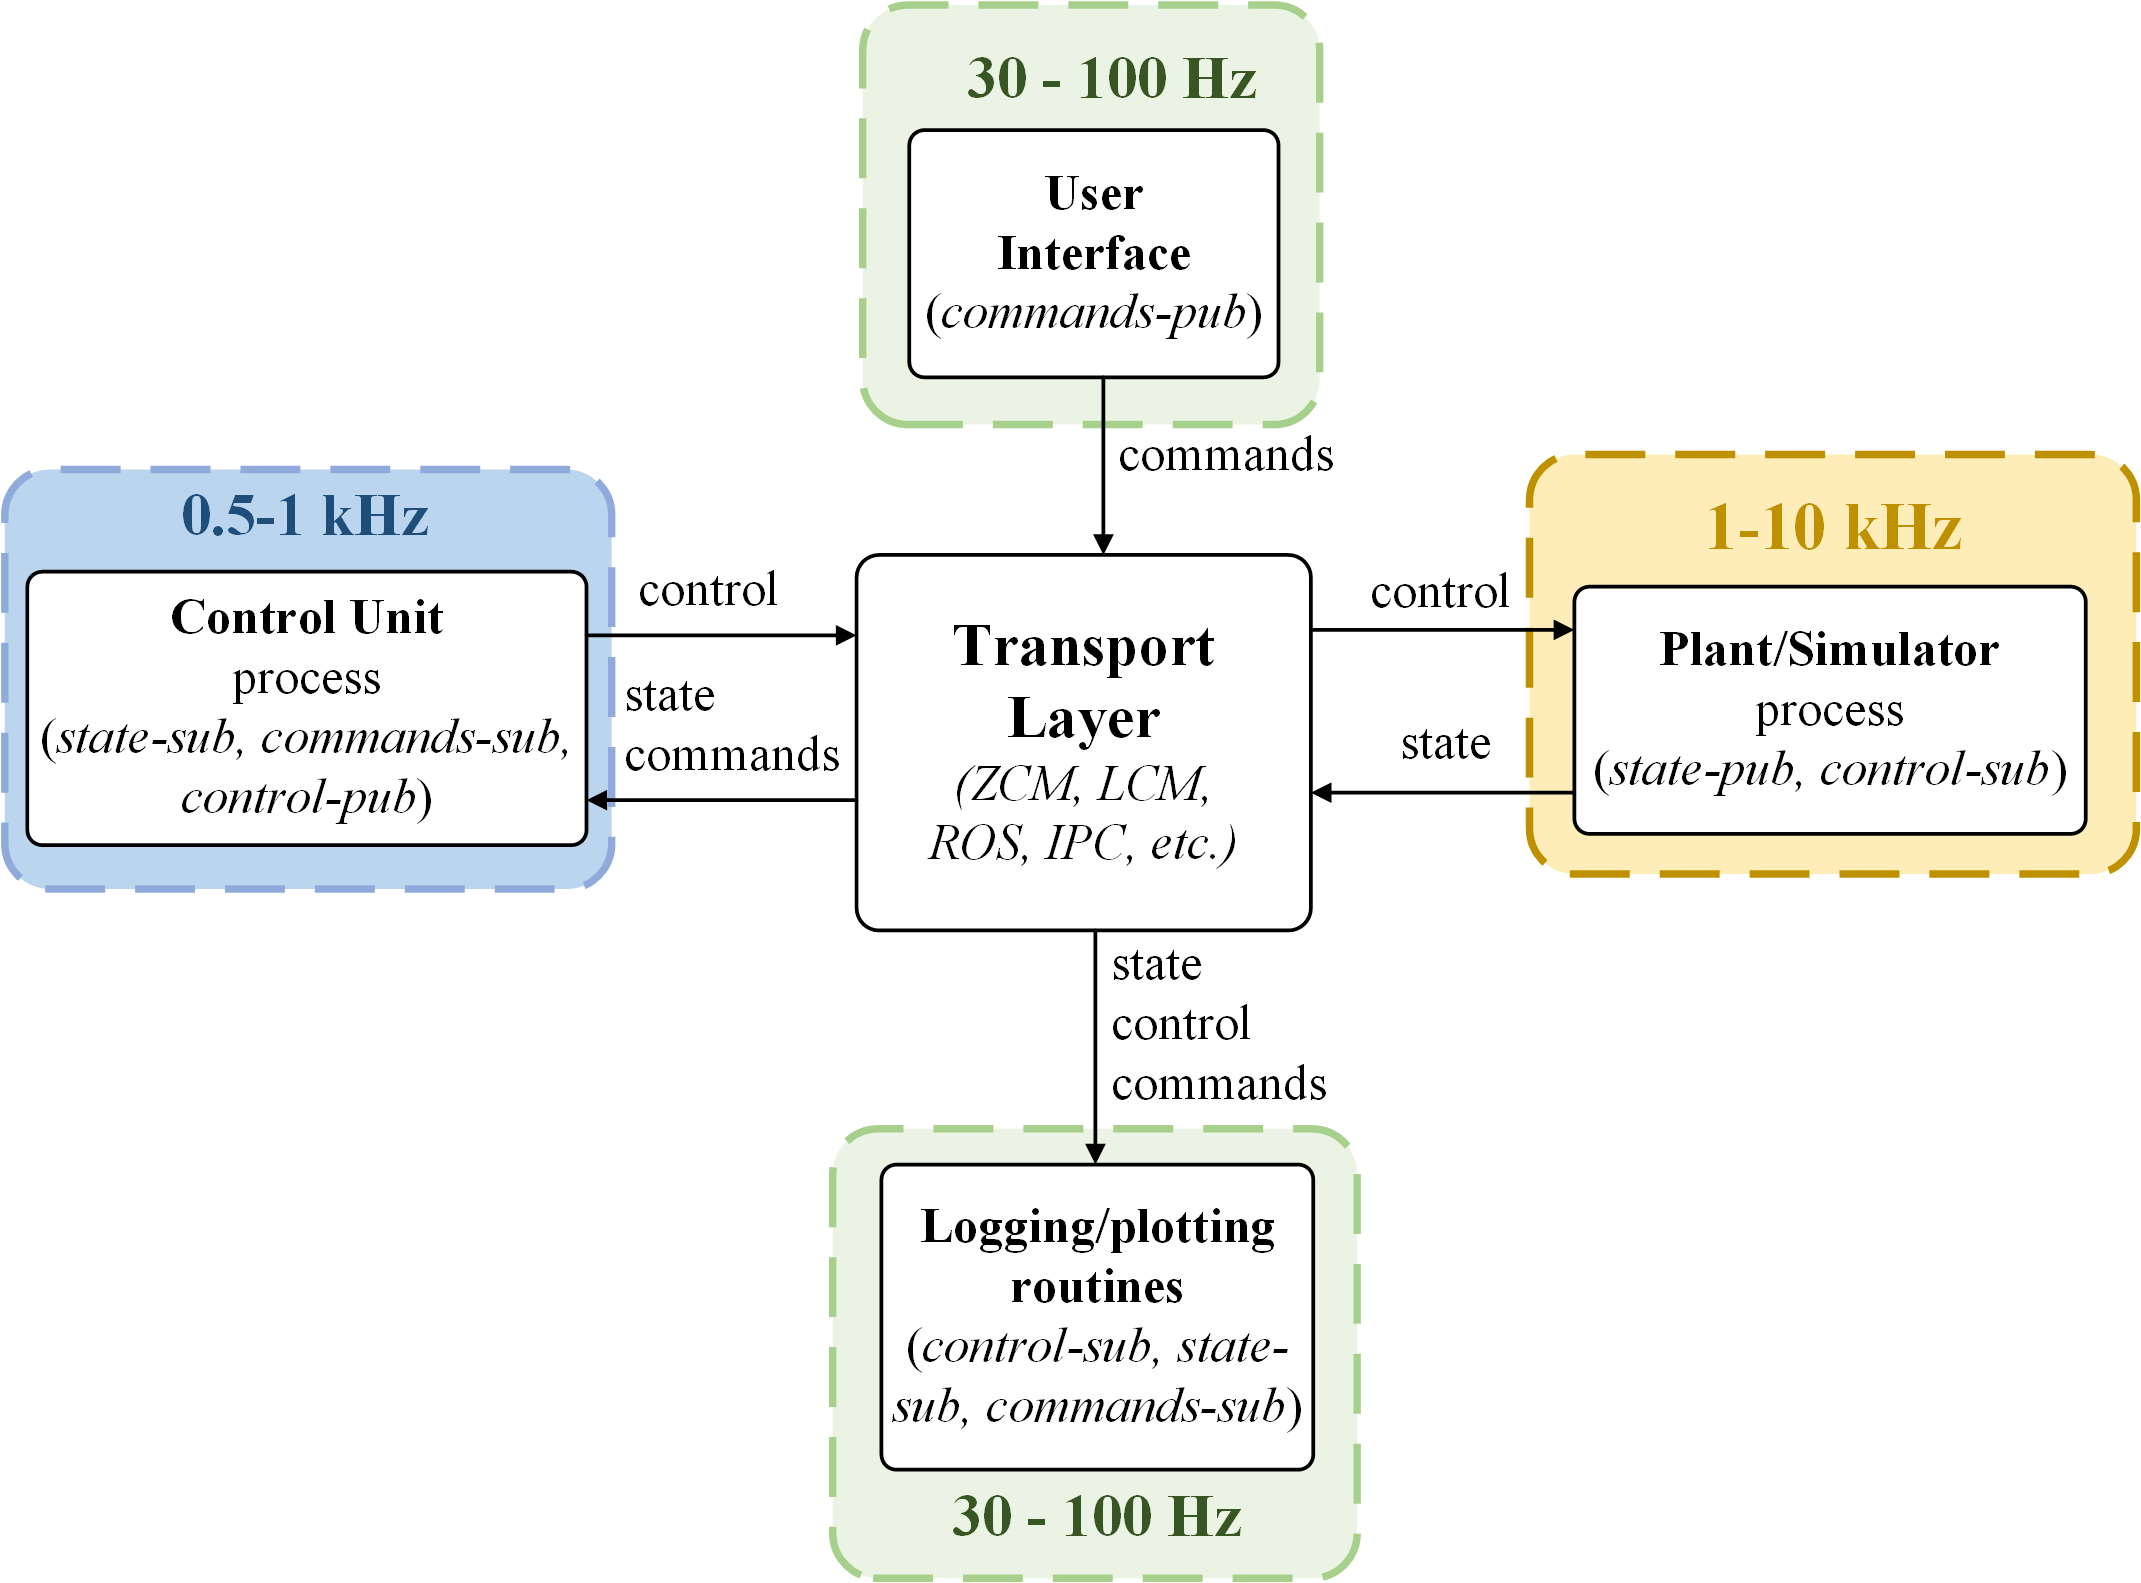 30 - 100 Hz
User
Interface
(commands-pub)
commands
0.5-1 kHz
Control Unit
process
(state-sub, commands-sub,
control-pub)
control
state
commands
Transport
Layer
(ZCM, LCM,
ROS, IPC, etc.)
control
state
1-10 kHz
Plant/Simulator
process
(state-pub, control-sub)
state
control
commands
Logging/plotting
routines
(control-sub, state-
sub, commands-sub)
30 - 100 Hz